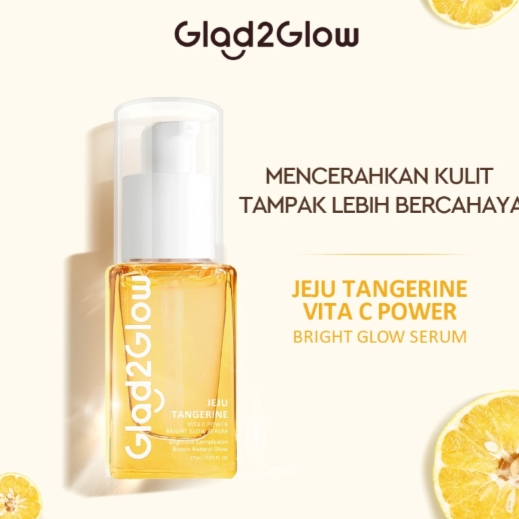 Glad2Glow
MENCERAHKAN KULIT
TAMPAK LEBIH BERCAHAYA
JEJU TANGERINE
VITA C POWER
BRIGHT GLOW SERUM
Glad2Glow
JEJU
TANGERINE
VITA C POWER
BRIGHT GLOW SERUM